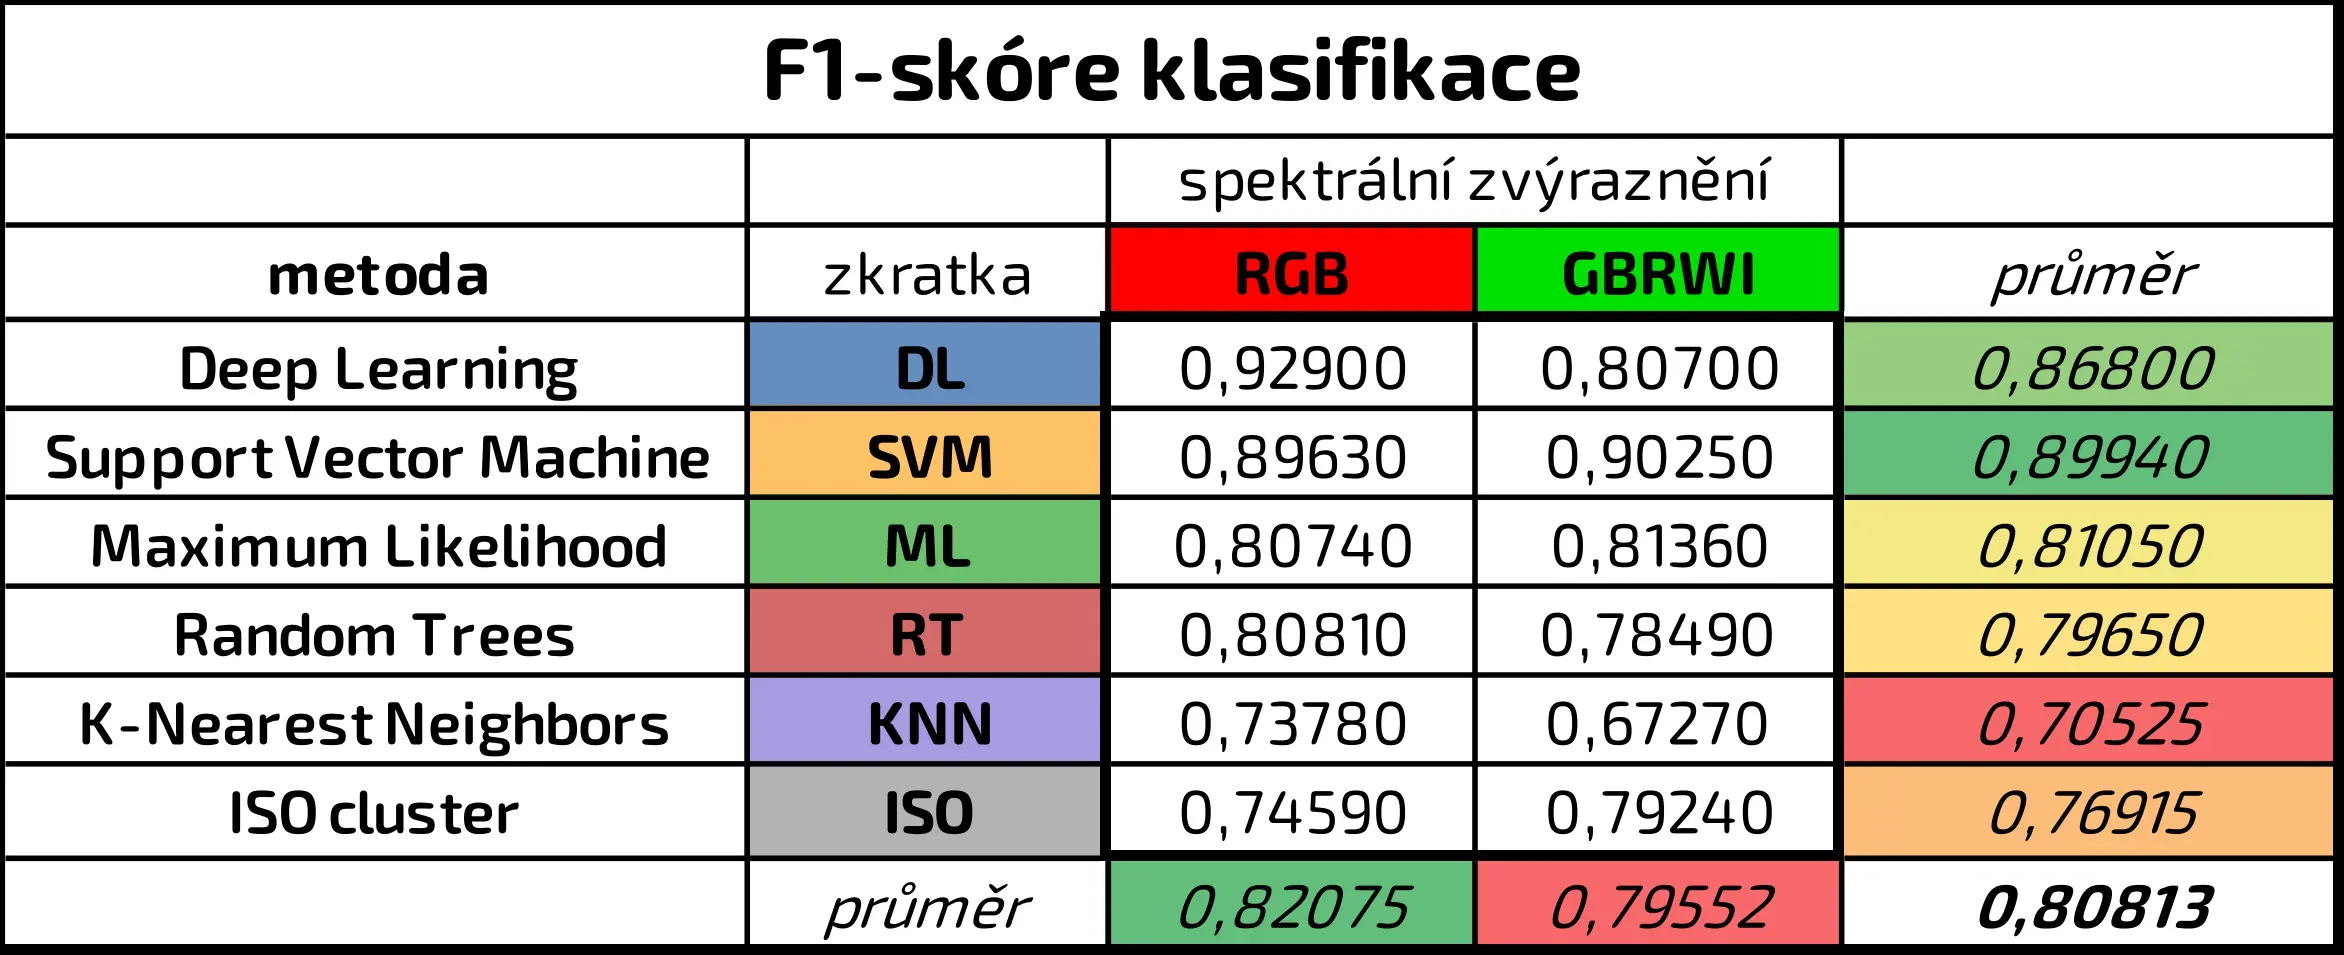 F1-skóre klasifikace
spektrální zvýraznění
metoda zkratka RGB GBRWI průměr
Deep Learning DL 0,92900 0,80700 0,86800
Support Vector Machine SVM 0,89630 0,90250 0,89940
Maximum Likelihood ML 0,80740 0,81360 0,81050
Random Trees RT 0,80810 0,78490 0,79650
K-Nearest Neighbors KNN 0,73780 0,67270 0,70525
ISO cluster ISO 0,74590 0,79240 0,76915
průměr 0,82075 0,79552 0,80813